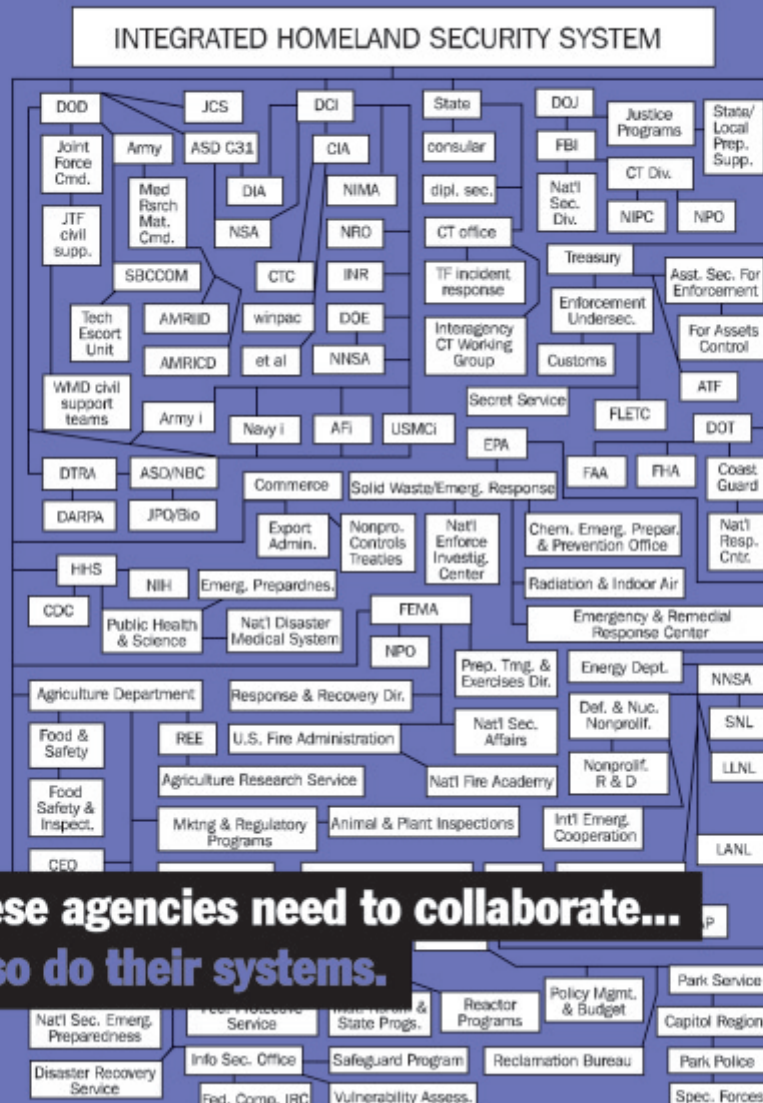 INTEGRATED HOMELAND SECURITY SYSTEM
DOD
JCS
DCI
State
DOJ
Justice
Programs
State/
Local
Prep.
Supp.
Joint
Force
Cmd.
Army
ASD C31
CIA
consular
FBI
CT Div.
Med
Rsrch
Mat.
Cmd.
DIA
NIMA
dipl. sec.
Nat'l
Sec.
Div.
NIPC
NPO
JTF
civil
supp.
NSA
NRO
CT office
Treasury
SBCCOM
CTC
INR
TF incident
response
Asst. Sec. For
Enforcement
Enforcement
Undersec.
Tech
Escort
Unit
AMRIID
winpac
DOE
Interagency
CT Working
Group
For Assets
Control
AMRICD
et al
NNSA
Customs
ATF
WMD civil
support
teams
Army i
Navy i
AFi
USMCi
Secret Service
FLETC
DOT
EPA
DTRA
ASD/NBC
Commerce
Solid Waste/Emerg. Response
FAA
FHA
Coast
Guard
DARPA
JPO/Bio
Export
Admin.
Nonpro.
Controls
Treaties
Nat'l
Enforce
Investig.
Center
Chem. Emerg. Prepar.
& Prevention Office
Nat'l
Resp.
Cntr.
HHS
NIH
Emerg. Prepardnes.
Radiation & Indoor Air
CDC
Public Health
& Science
Nat'l Disaster
Medical System
FEMA
Emergency & Remedial
Response Center
NPO
Prep. Tmg. &
Exercises Dir.
Energy Dept.
NNSA
Agriculture Department
Response & Recovery Dir.
Def. & Nuc.
Nonprolif.
SNL
Food &
Safety
REE
U.S. Fire Administration
Nat'l Sec.
Affairs
Nonprolif.
R & D
LLNL
Agriculture Research Service
Nat'l Fire Academy
Food
Safety &
Inspect.
Mktng & Regulatory
Programs
Animal & Plant Inspections
Int'l Emerg.
Cooperation
LANL
CEO
ese agencies need to collaborate...
so do their systems.
Nat'l Sec. Emerg.
Preparedness
Service
State Progs.
Reactor
Programs
Policy Mgmt.
& Budget
Park Service
Capitol Region
Disaster Recovery
Service
Info Sec. Office
Safeguard Program
Reclamation Bureau
Park Police
Fed. Comp. IRC
Vulnerability Assess.
Spec. Forces